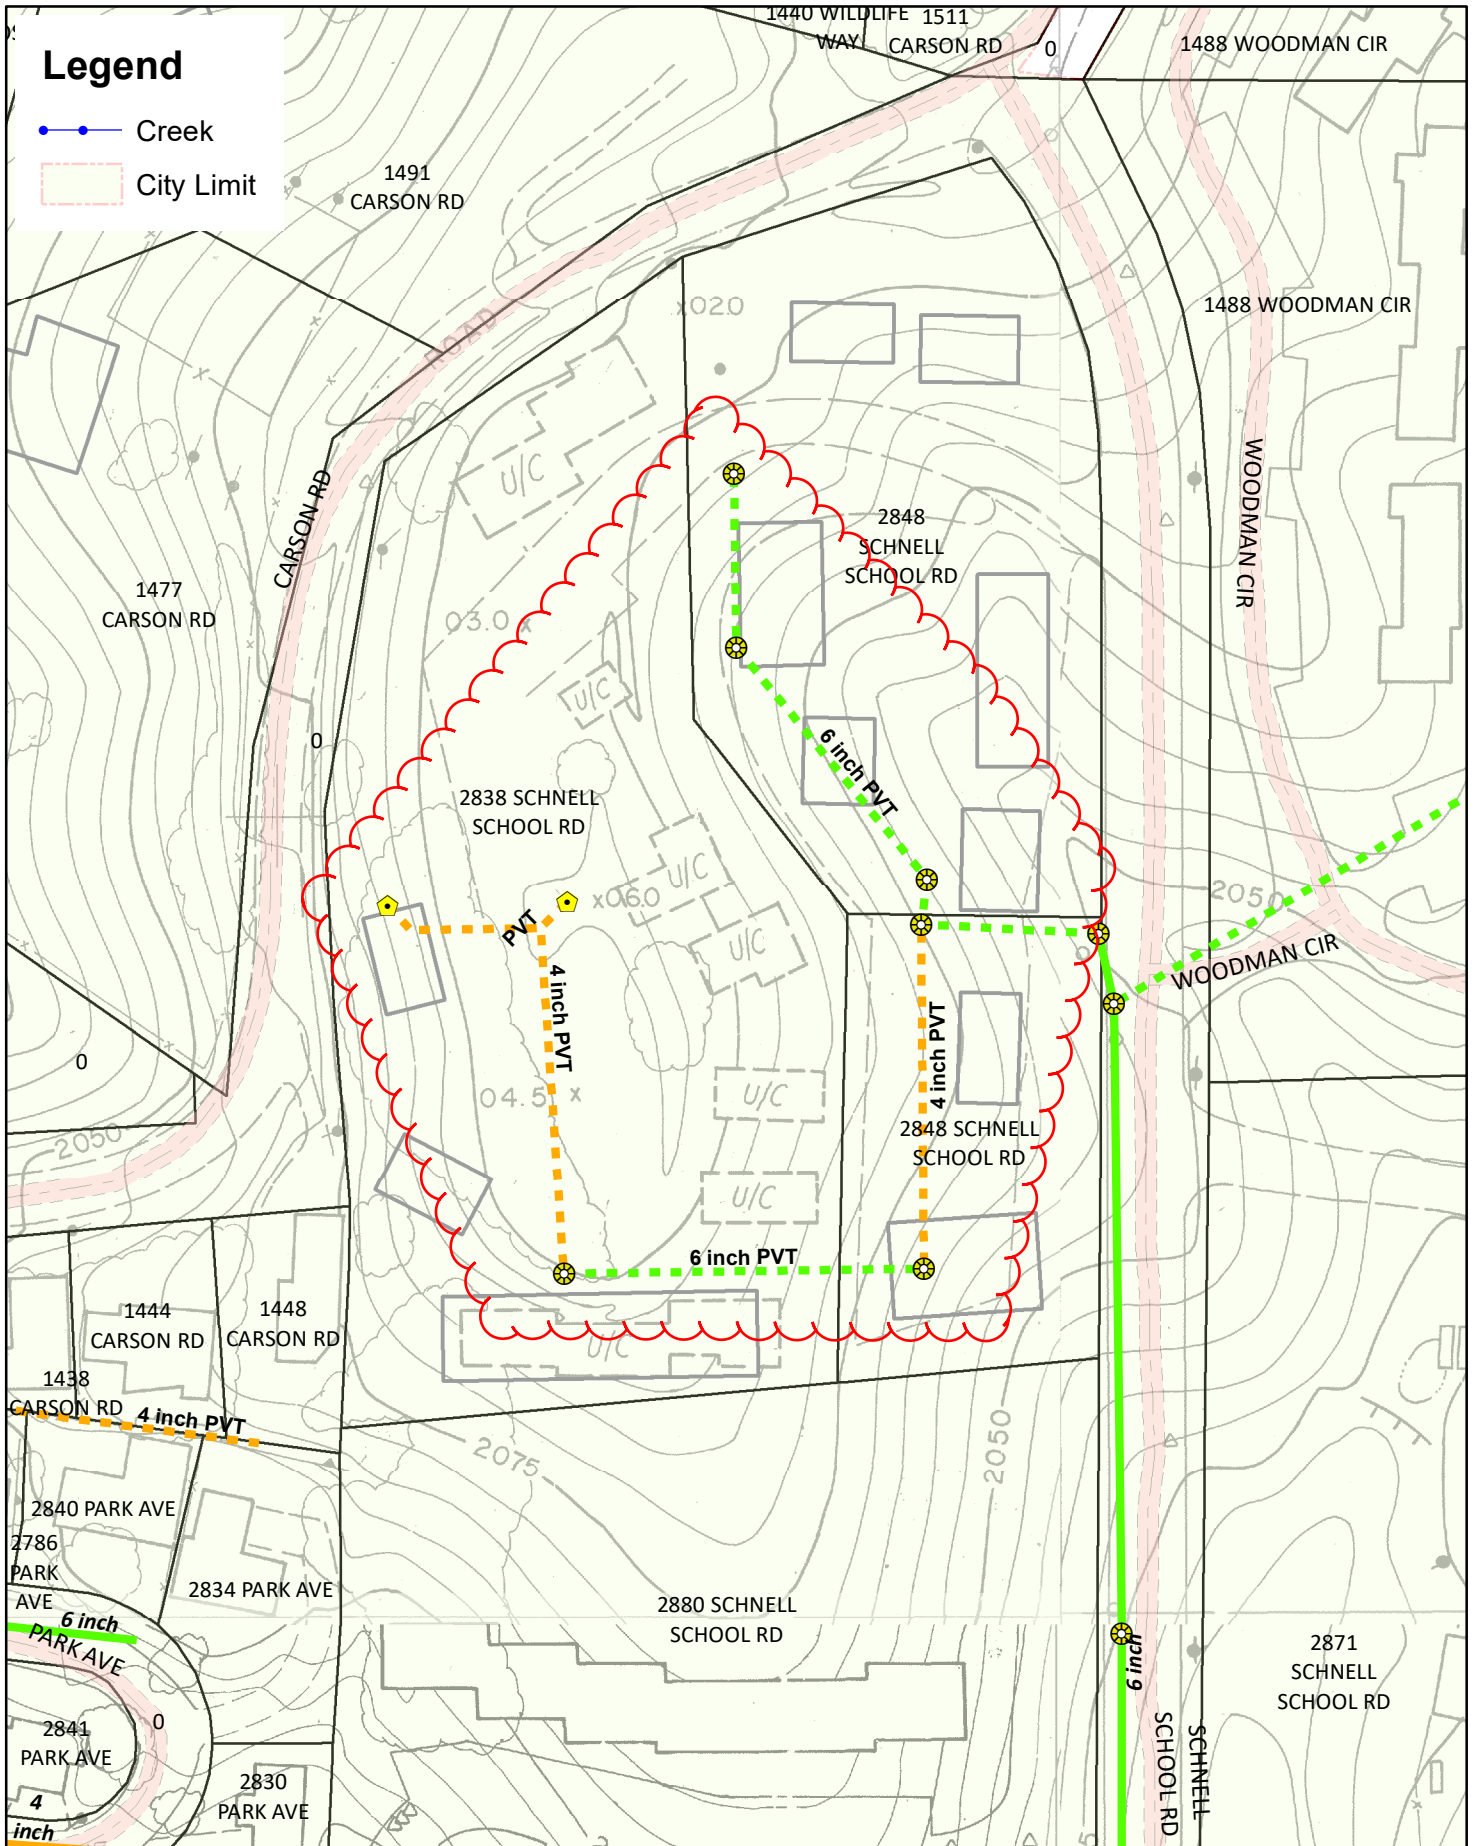 1440 WILDLIFE
WAY
1511
CARSON RD
0
1488 WOODMAN CIR
Legend
Creek
City Limit
1491
CARSON RD
x02.0
1488 WOODMAN CIR
ROAD
CARSON RD
U/C
WOODMAN CIR
2848
SCHNELL
SCHOOL RD
1477
CARSON RD
03.0 x
U/C
0
6 inch PVT
2838 SCHNELL
SCHOOL RD
U/C
x06.0
2050
PVT
U/C
WOODMAN CIR
4 inch PVT
4 inch PVT
0
04.5 x
U/C
2050
2848 SCHNELL
SCHOOL RD
U/C
6 inch PVT
1444
CARSON RD
1448
CARSON RD
U/C
1438
CARSON RD
4 inch PVT
2075
2050
2840 PARK AVE
2786
PARK
AVE
2834 PARK AVE
6 inch
PARK AVE
2880 SCHNELL
SCHOOL RD
6 inch
2871
SCHNELL
SCHOOL RD
0
2841
PARK AVE
SCHNELL
SCHOOL RD
2830
PARK AVE
4
inch